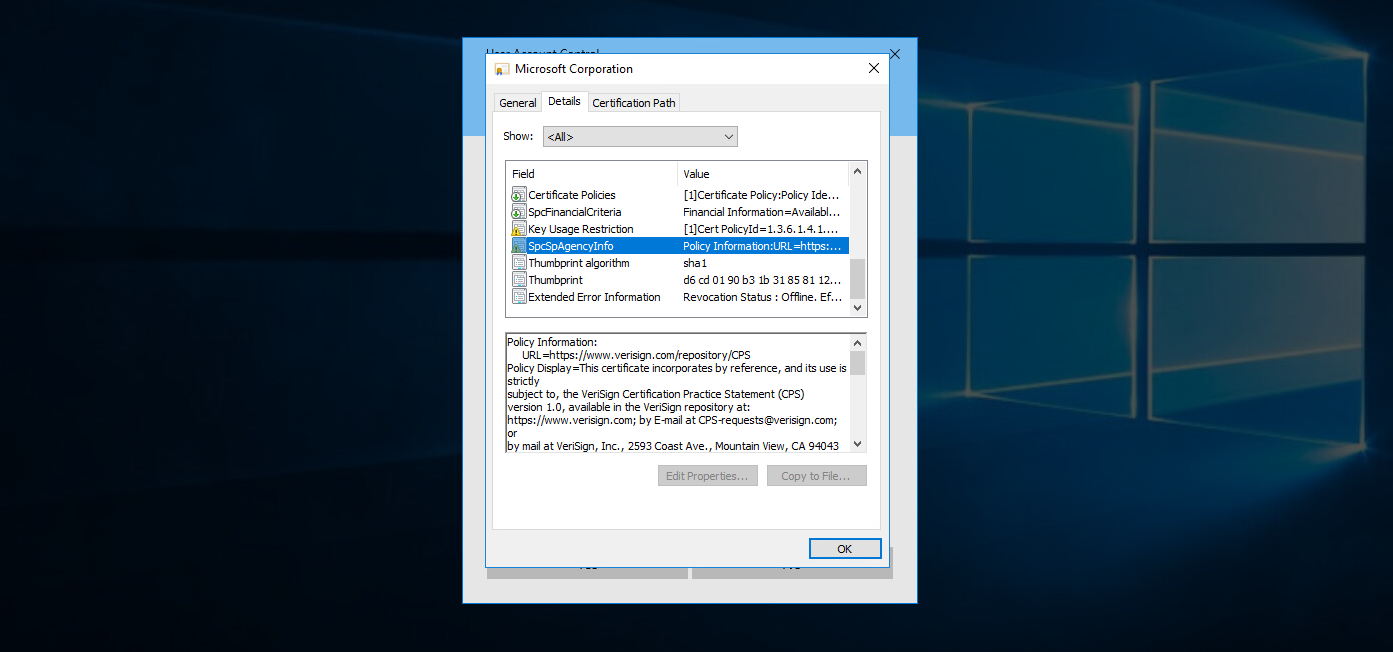 User Account Control
Microsoft Corporation
General Details Certification Path
Show: <All>
Field Value
Certificate Policies [1]Certificate Policy:Policy Ide...
SpcFinancialCriteria Financial Information=Availabl...
Key Usage Restriction [1]Cert PolicyId=1.3.6.1.4.1....
SpcSpAgencyInfo Policy Information:URL=https:...
Thumbprint algorithm sha1
Thumbprint d6 cd 01 90 b3 1b 31 85 81 12...
Extended Error Information Revocation Status : Offline. Ef...
Policy Information:
URL=https://www.verisign.com/repository/CPS
Policy Display=This certificate incorporates by reference, and its use is
strictly
subject to, the VeriSign Certification Practice Statement (CPS)
version 1.0, available in the VeriSign repository at:
https://www.verisign.com; by E-mail at CPS-requests@verisign.com;
or
by mail at VeriSign, Inc., 2593 Coast Ave., Mountain View, CA 94043
Edit Properties... Copy to File...
OK